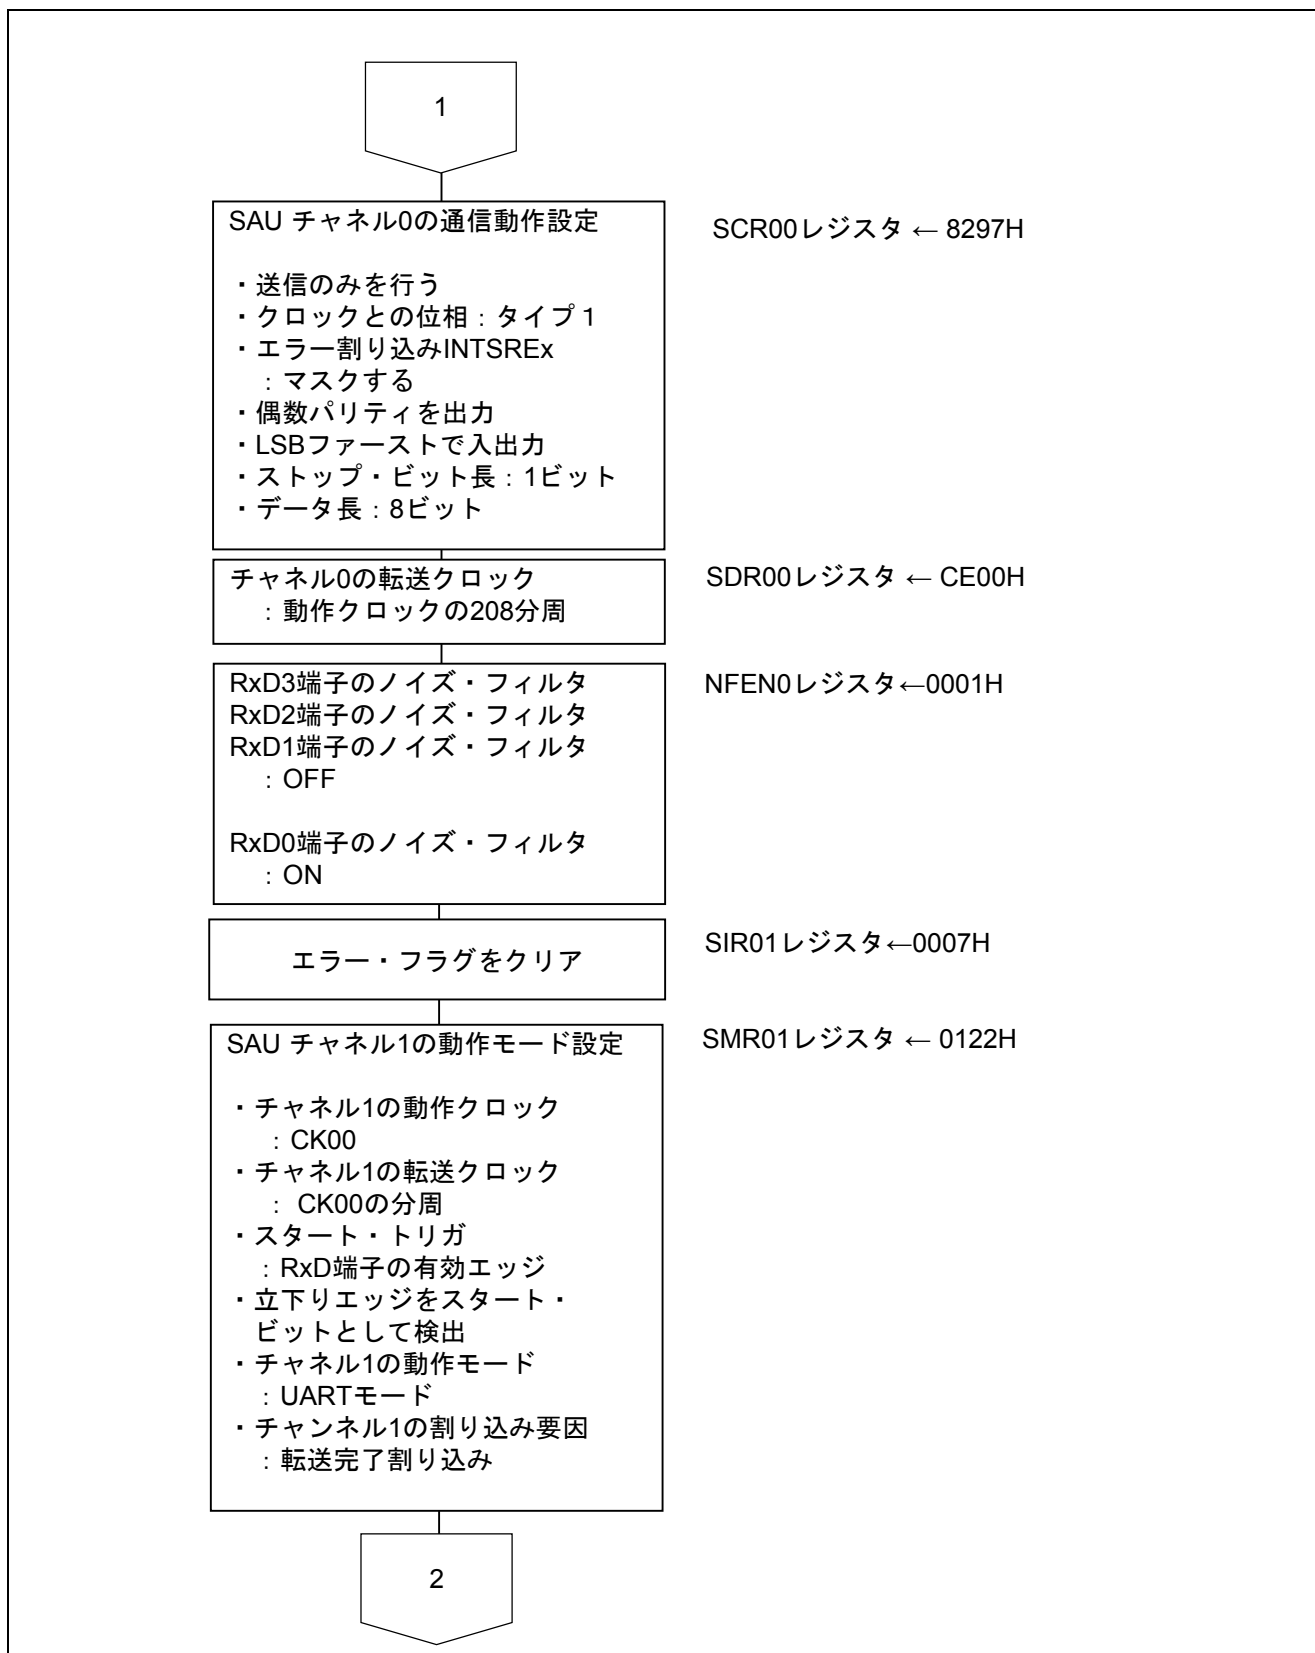 1
SAU チャネル0の通信動作設定
SCR00レジスタ ← 8297H
・送信のみを行う
・クロックとの位相：タイプ１
・エラー割り込みINTSREx
：マスクする
・偶数パリティを出力
・LSBファーストで入出力
・ストップ・ビット長：1ビット
・データ長：8ビット
チャネル0の転送クロック
：動作クロックの208分周
SDR00レジスタ ← CE00H
RxD3端子のノイズ・フィルタ
RxD2端子のノイズ・フィルタ
RxD1端子のノイズ・フィルタ
：OFF
RxD0端子のノイズ・フィルタ
：ON
NFEN0レジスタ←0001H
エラー・フラグをクリア
SIR01レジスタ←0007H
SAU チャネル1の動作モード設定
SMR01レジスタ ← 0122H
・チャネル1の動作クロック
：CK00
・チャネル1の転送クロック
： CK00の分周
・スタート・トリガ
：RxD端子の有効エッジ
・立下りエッジをスタート・
ビットとして検出
・チャネル1の動作モード
：UARTモード
・チャンネル1の割り込み要因
：転送完了割り込み
2